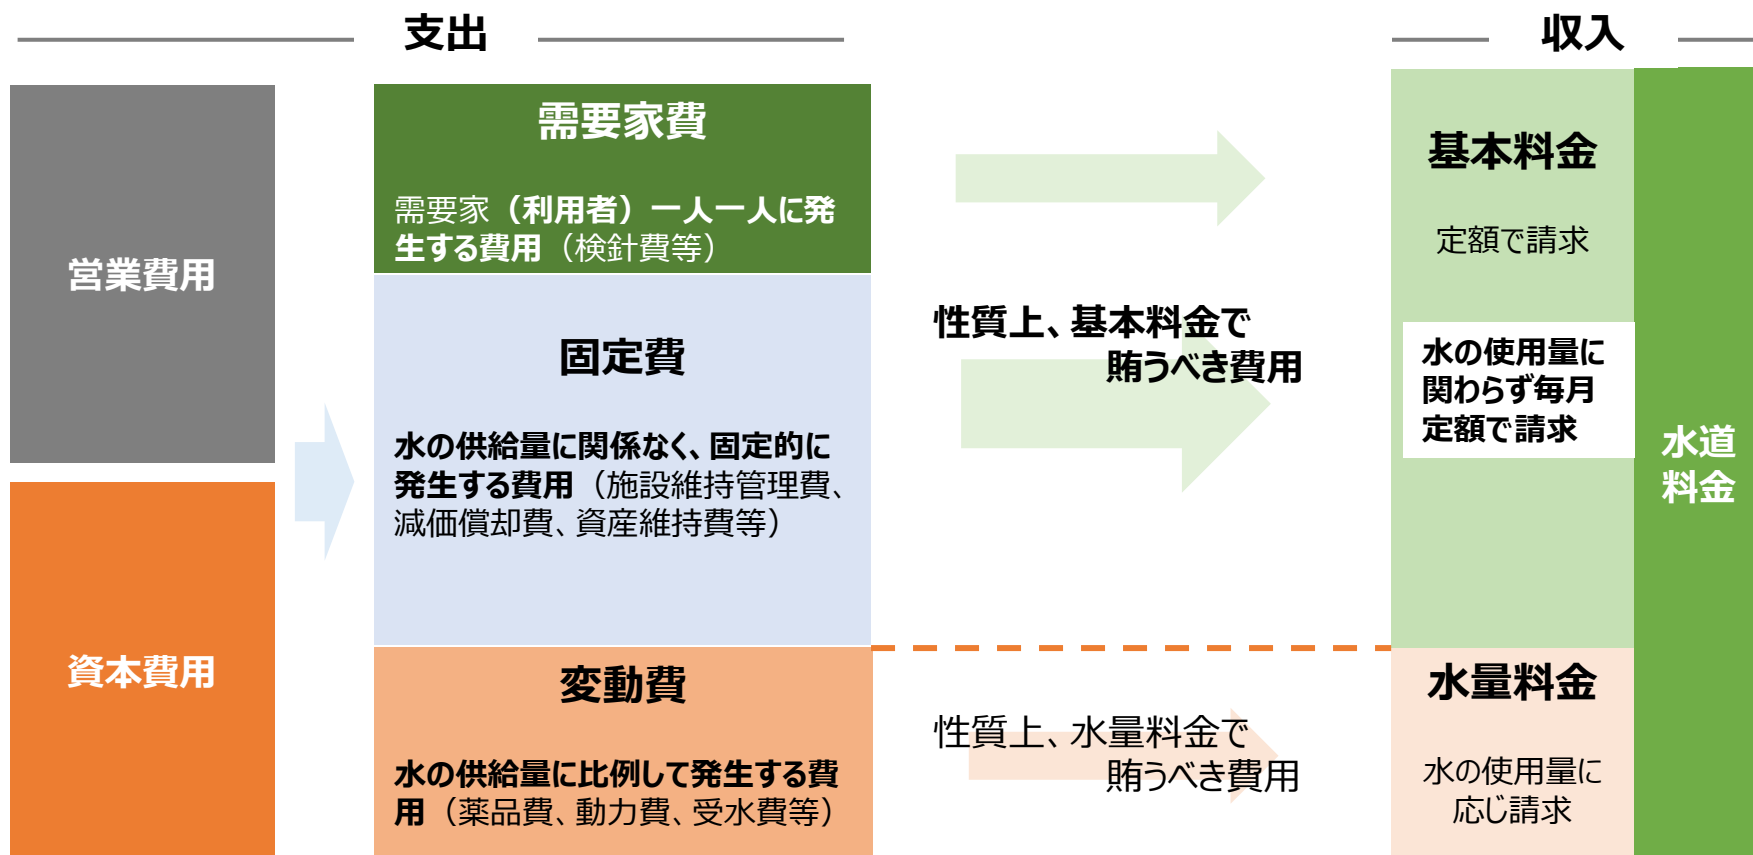 支出
収入
営業費用
資本費用
需要家費
需要家（利用者）一人一人に発
生する費用（検針費等）
固定費
水の供給量に関係なく、固定的に
発生する費用（施設維持管理費、
減価償却費、資産維持費等）
変動費
水の供給量に比例して発生する費
用（薬品費、動力費、受水費等）
性質上、基本料金で
賄うべき費用
性質上、水量料金で
賄うべき費用
基本料金
定額で請求
水の使用量に
関わらず毎月
定額で請求
水量料金
水の使用量に
応じ請求
水道
料金